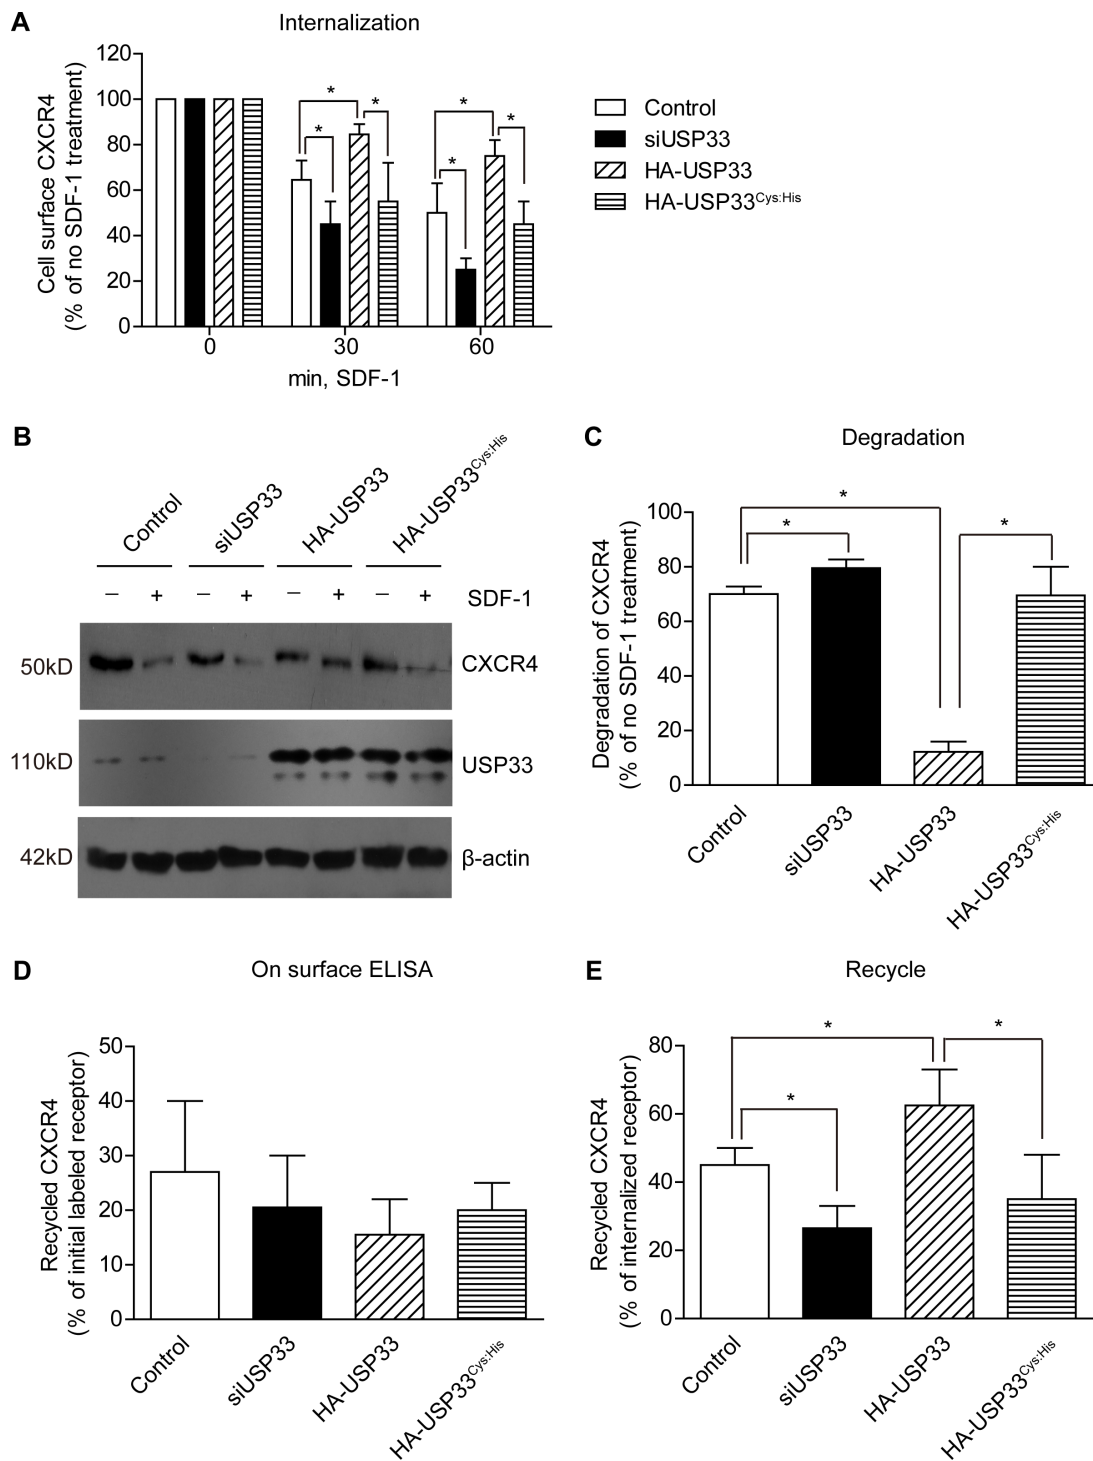 A
Internalization
Cell surface CXCR4
(% of no SDF-1 treatment)
120
100
80
60
40
20
0
* * * *
* *
* *
0 30 60
min, SDF-1
Control
siUSP33
HA-USP33
HA-USP33Cys:His
B
Control siUSP33 HA-USP33 HA-USP33Cys:His
– + – + – + – + SDF-1
50kD CXCR4
110kD USP33
42kD β-actin
C
Degradation
Degradation of CXCR4
(% of no SDF-1 treatment)
100
80
60
40
20
0
*
* *
Control siUSP33 HA-USP33 HA-USP33Cys:His
D
On surface ELISA
Recycled CXCR4
(% of initial labeled receptor)
50
40
30
20
10
0
Control siUSP33 HA-USP33 HA-USP33Cys:His
E
Recycle
Recycled CXCR4
(% of internalized receptor)
80
60
40
20
0
* *
*
Control siUSP33 HA-USP33 HA-USP33Cys:His